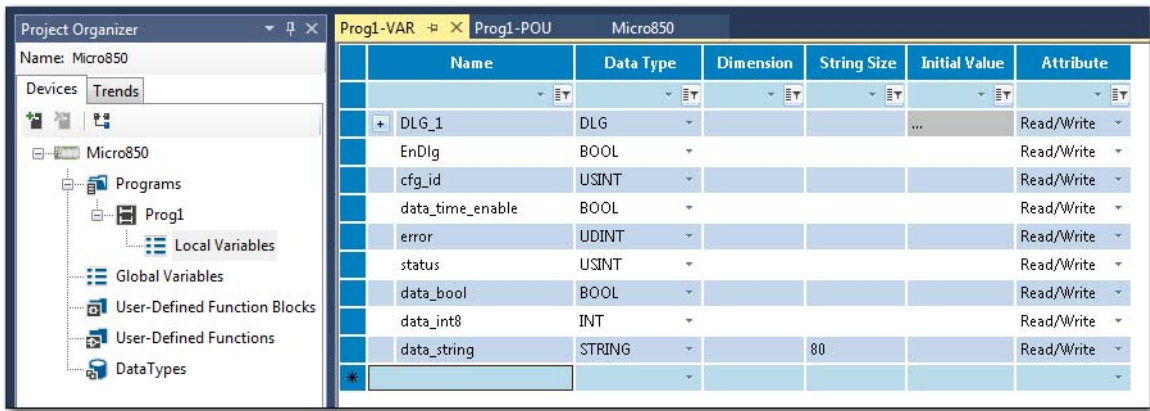 Project Organizer
Name: Micro850
Devices Trends
Micro850
Programs
Prog1
Local Variables
Global Variables
User-Defined Function Blocks
User-Defined Functions
DataTypes
Prog1-VAR Prog1-POU Micro850
Name Data Type Dimension String Size Initial Value Attribute
+ DLG_1 DLG ... Read/Write
EnDlg BOOL Read/Write
cfg_id USINT Read/Write
data_time_enable BOOL Read/Write
error UDINT Read/Write
status USINT Read/Write
data_bool BOOL Read/Write
data_int8 INT Read/Write
data_string STRING 80 Read/Write
*